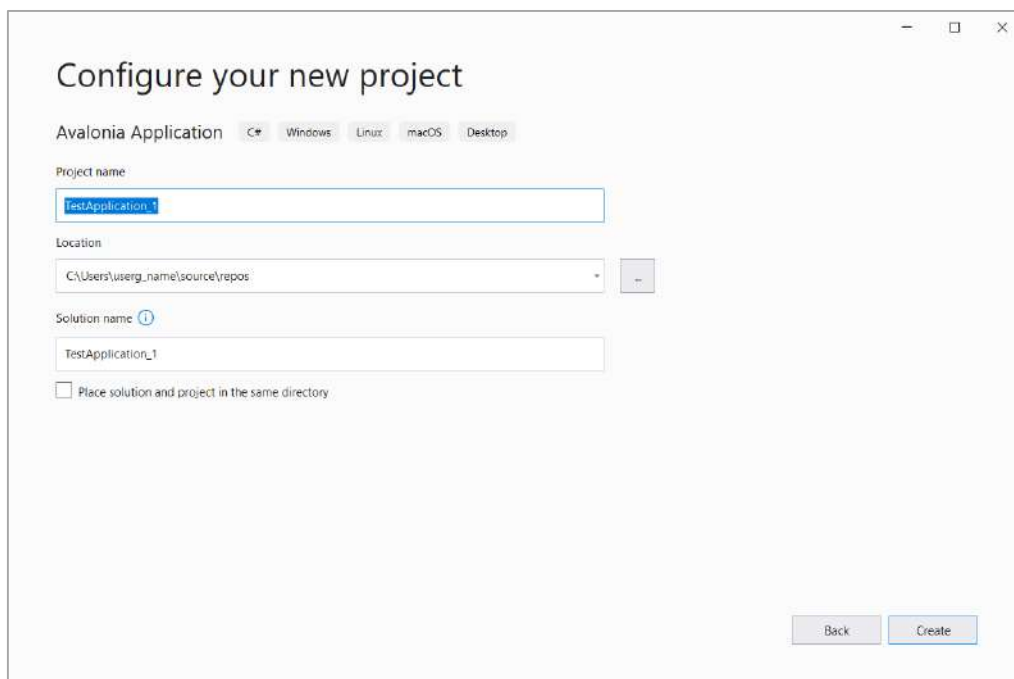 Configure your new project
Avalonia Application C# Windows Linux macOS Desktop
Project name
TestApplication_1
Location
C:\Users\userg_name\source\repos
...
Solution name
TestApplication_1
Place solution and project in the same directory
Back Create